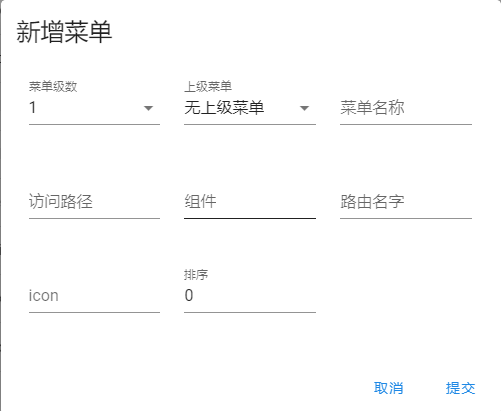 新增菜单
菜单级数
上级菜单
1
无上级菜单
菜单名称
访问路径
组件
路由名字
排序
icon
0
取消
提交